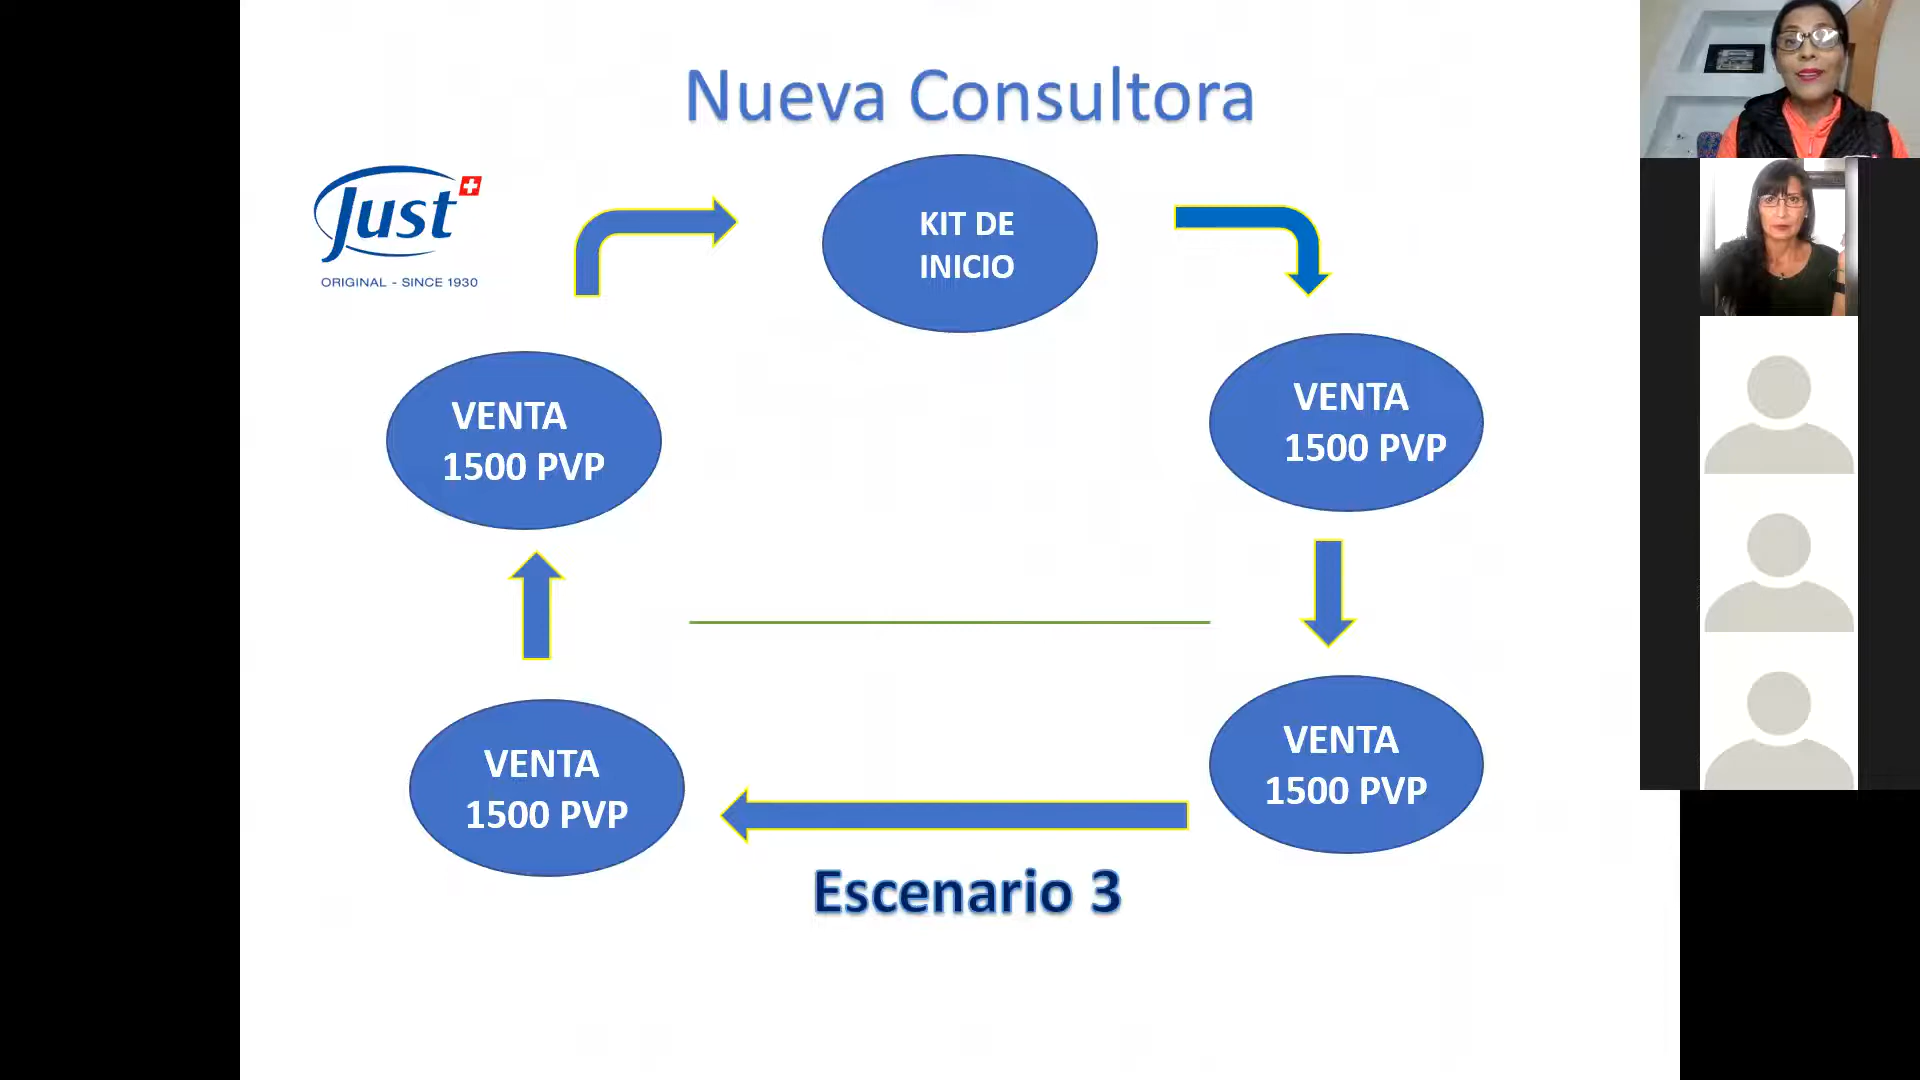 Nueva Consultora
Just
ORIGINAL - SINCE 1930
KIT DE
INICIO
VENTA
1500 PVP
VENTA
1500 PVP
VENTA
1500 PVP
VENTA
1500 PVP
Escenario 3